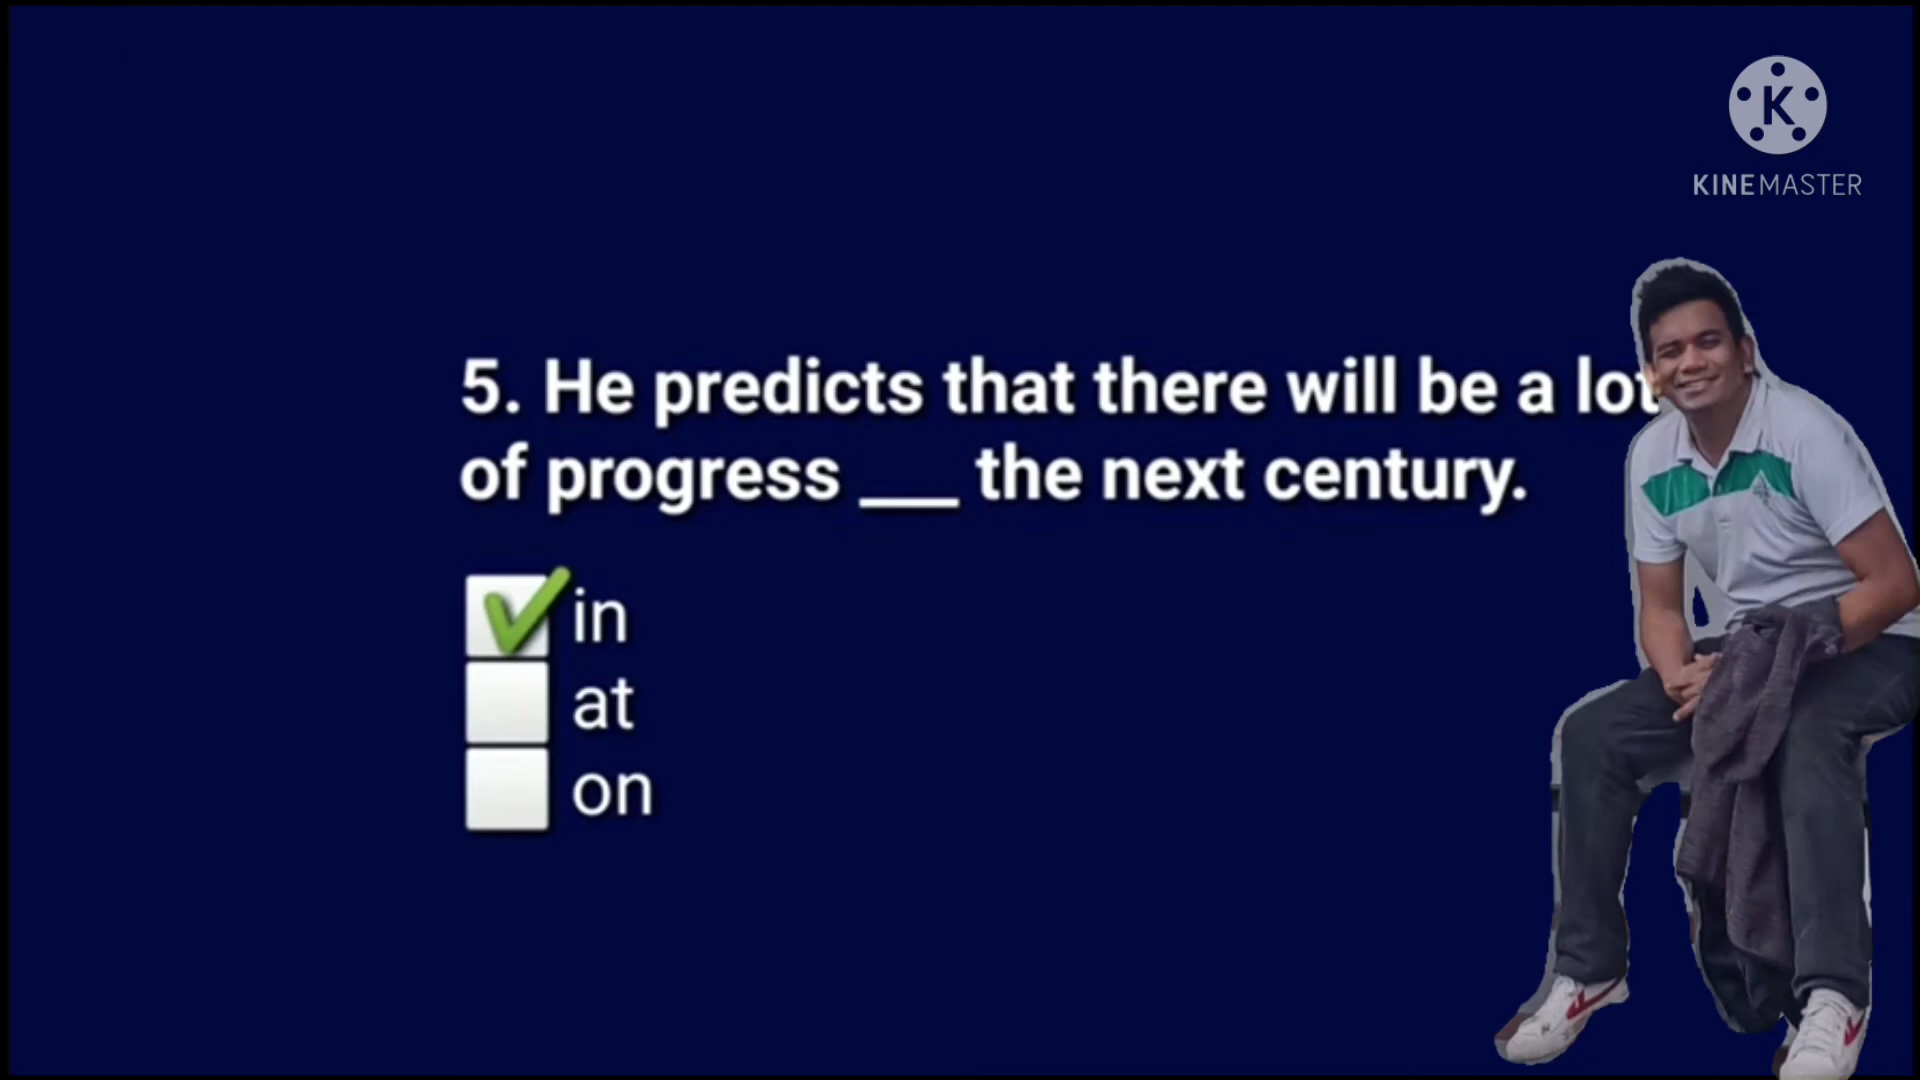 K
KINEMASTER
5. He predicts that there will be a lot
of progress ___ the next century.
in
at
on